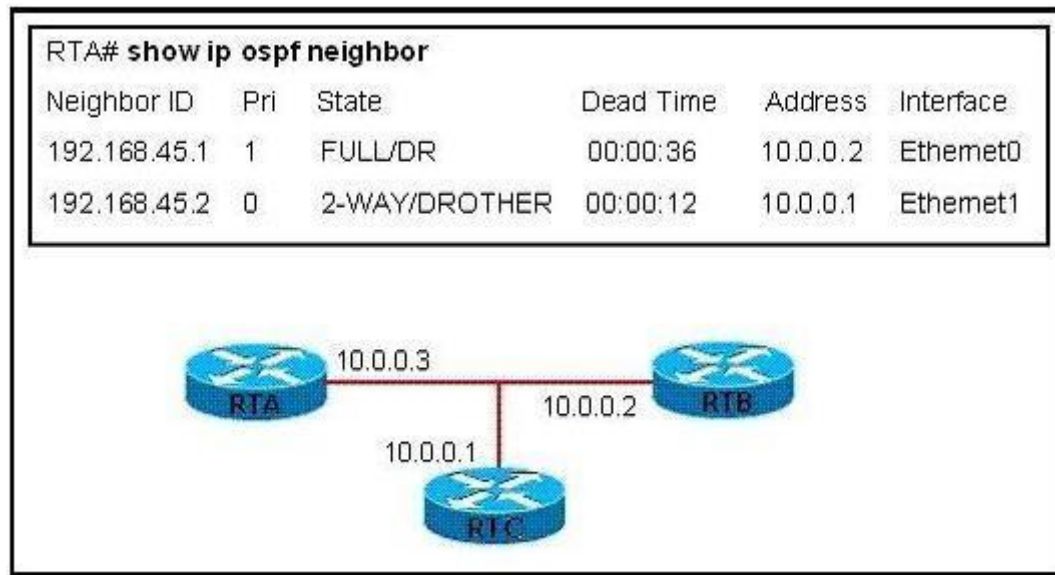 RTA# show ip ospf neighbor
Neighbor ID Pri State Dead Time Address Interface
192.168.45.1 1 FULL/DR 00:00:36 10.0.0.2 Ethernet0
192.168.45.2 0 2-WAY/DROTHER 00:00:12 10.0.0.1 Ethernet1
10.0.0.3
RTA
10.0.0.2
RTB
10.0.0.1
RTC